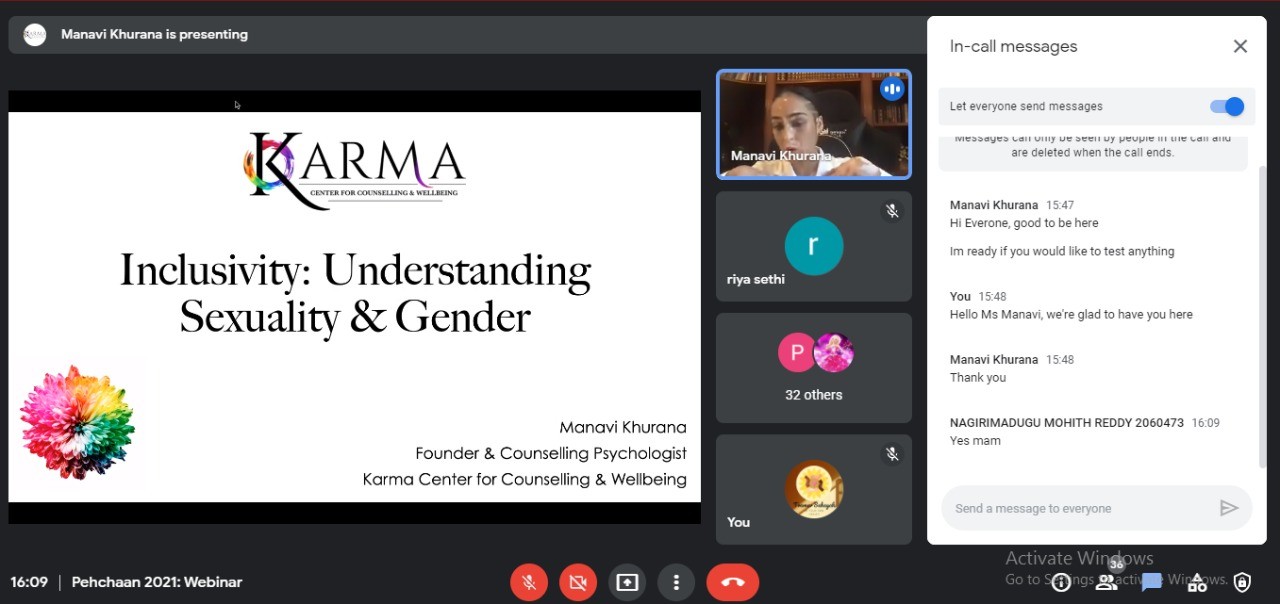 Manavi Khurana is presenting
KARMA
CENTER FOR COUNSELLING & WELLBEING
Inclusivity: Understanding
Sexuality & Gender
Manavi Khurana
Founder & Counselling Psychologist
Karma Center for Counselling & Wellbeing
Manavi Khurana
r
riya sethi
P
32 others
You
In-call messages
Let everyone send messages
Messages can only be seen by people in the call and
are deleted when the call ends.
Manavi Khurana 15:47
Hi Everone, good to be here
Im ready if you would like to test anything
You 15:48
Hello Ms Manavi, we're glad to have you here
Manavi Khurana 15:48
Thank you
NAGIRIMADUGU MOHITH REDDY 2060473 16:09
Yes mam
Send a message to everyone
Activate Windows
Go to Settings to activate Windows.
36
16:09 | Pehchaan 2021: Webinar